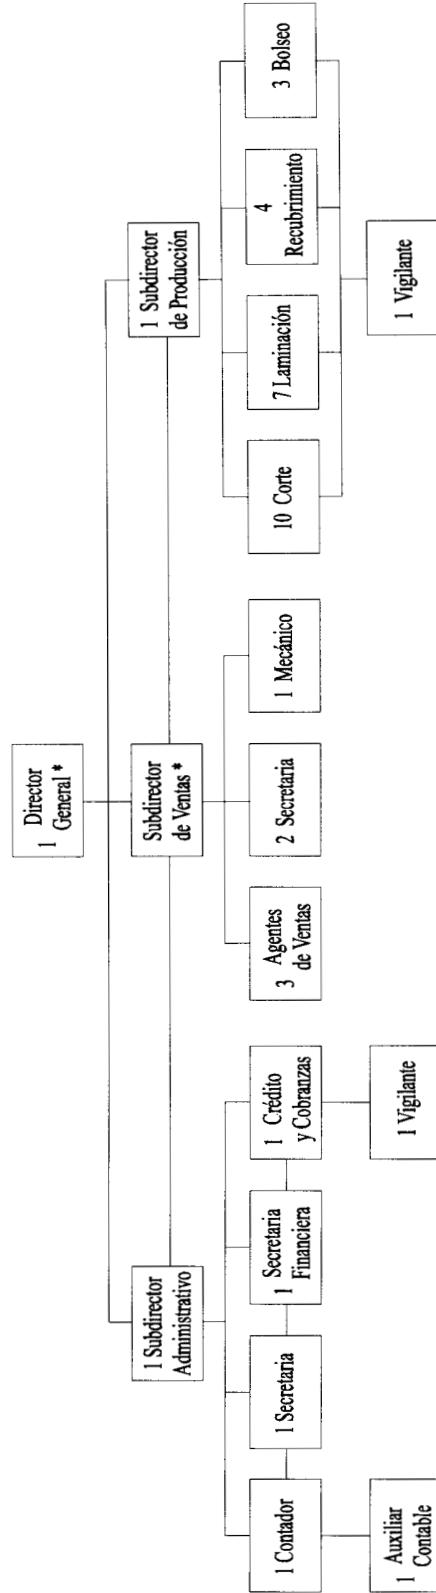 Director
1 General *
1 Subdirector
Administrativo
Subdirector
de Ventas *
1 Subdirector
de Producción
1 Contador
1 Secretaria
Secretaria
1 Financiera
1 Crédito
y Cobranzas
Agentes
3 de Ventas
2 Secretaria
1 Mecánico
10 Corte
7 Laminación
4
Recubrimiento
3 Bolseo
Auxiliar
1 Contable
1 Vigilante
1 Vigilante